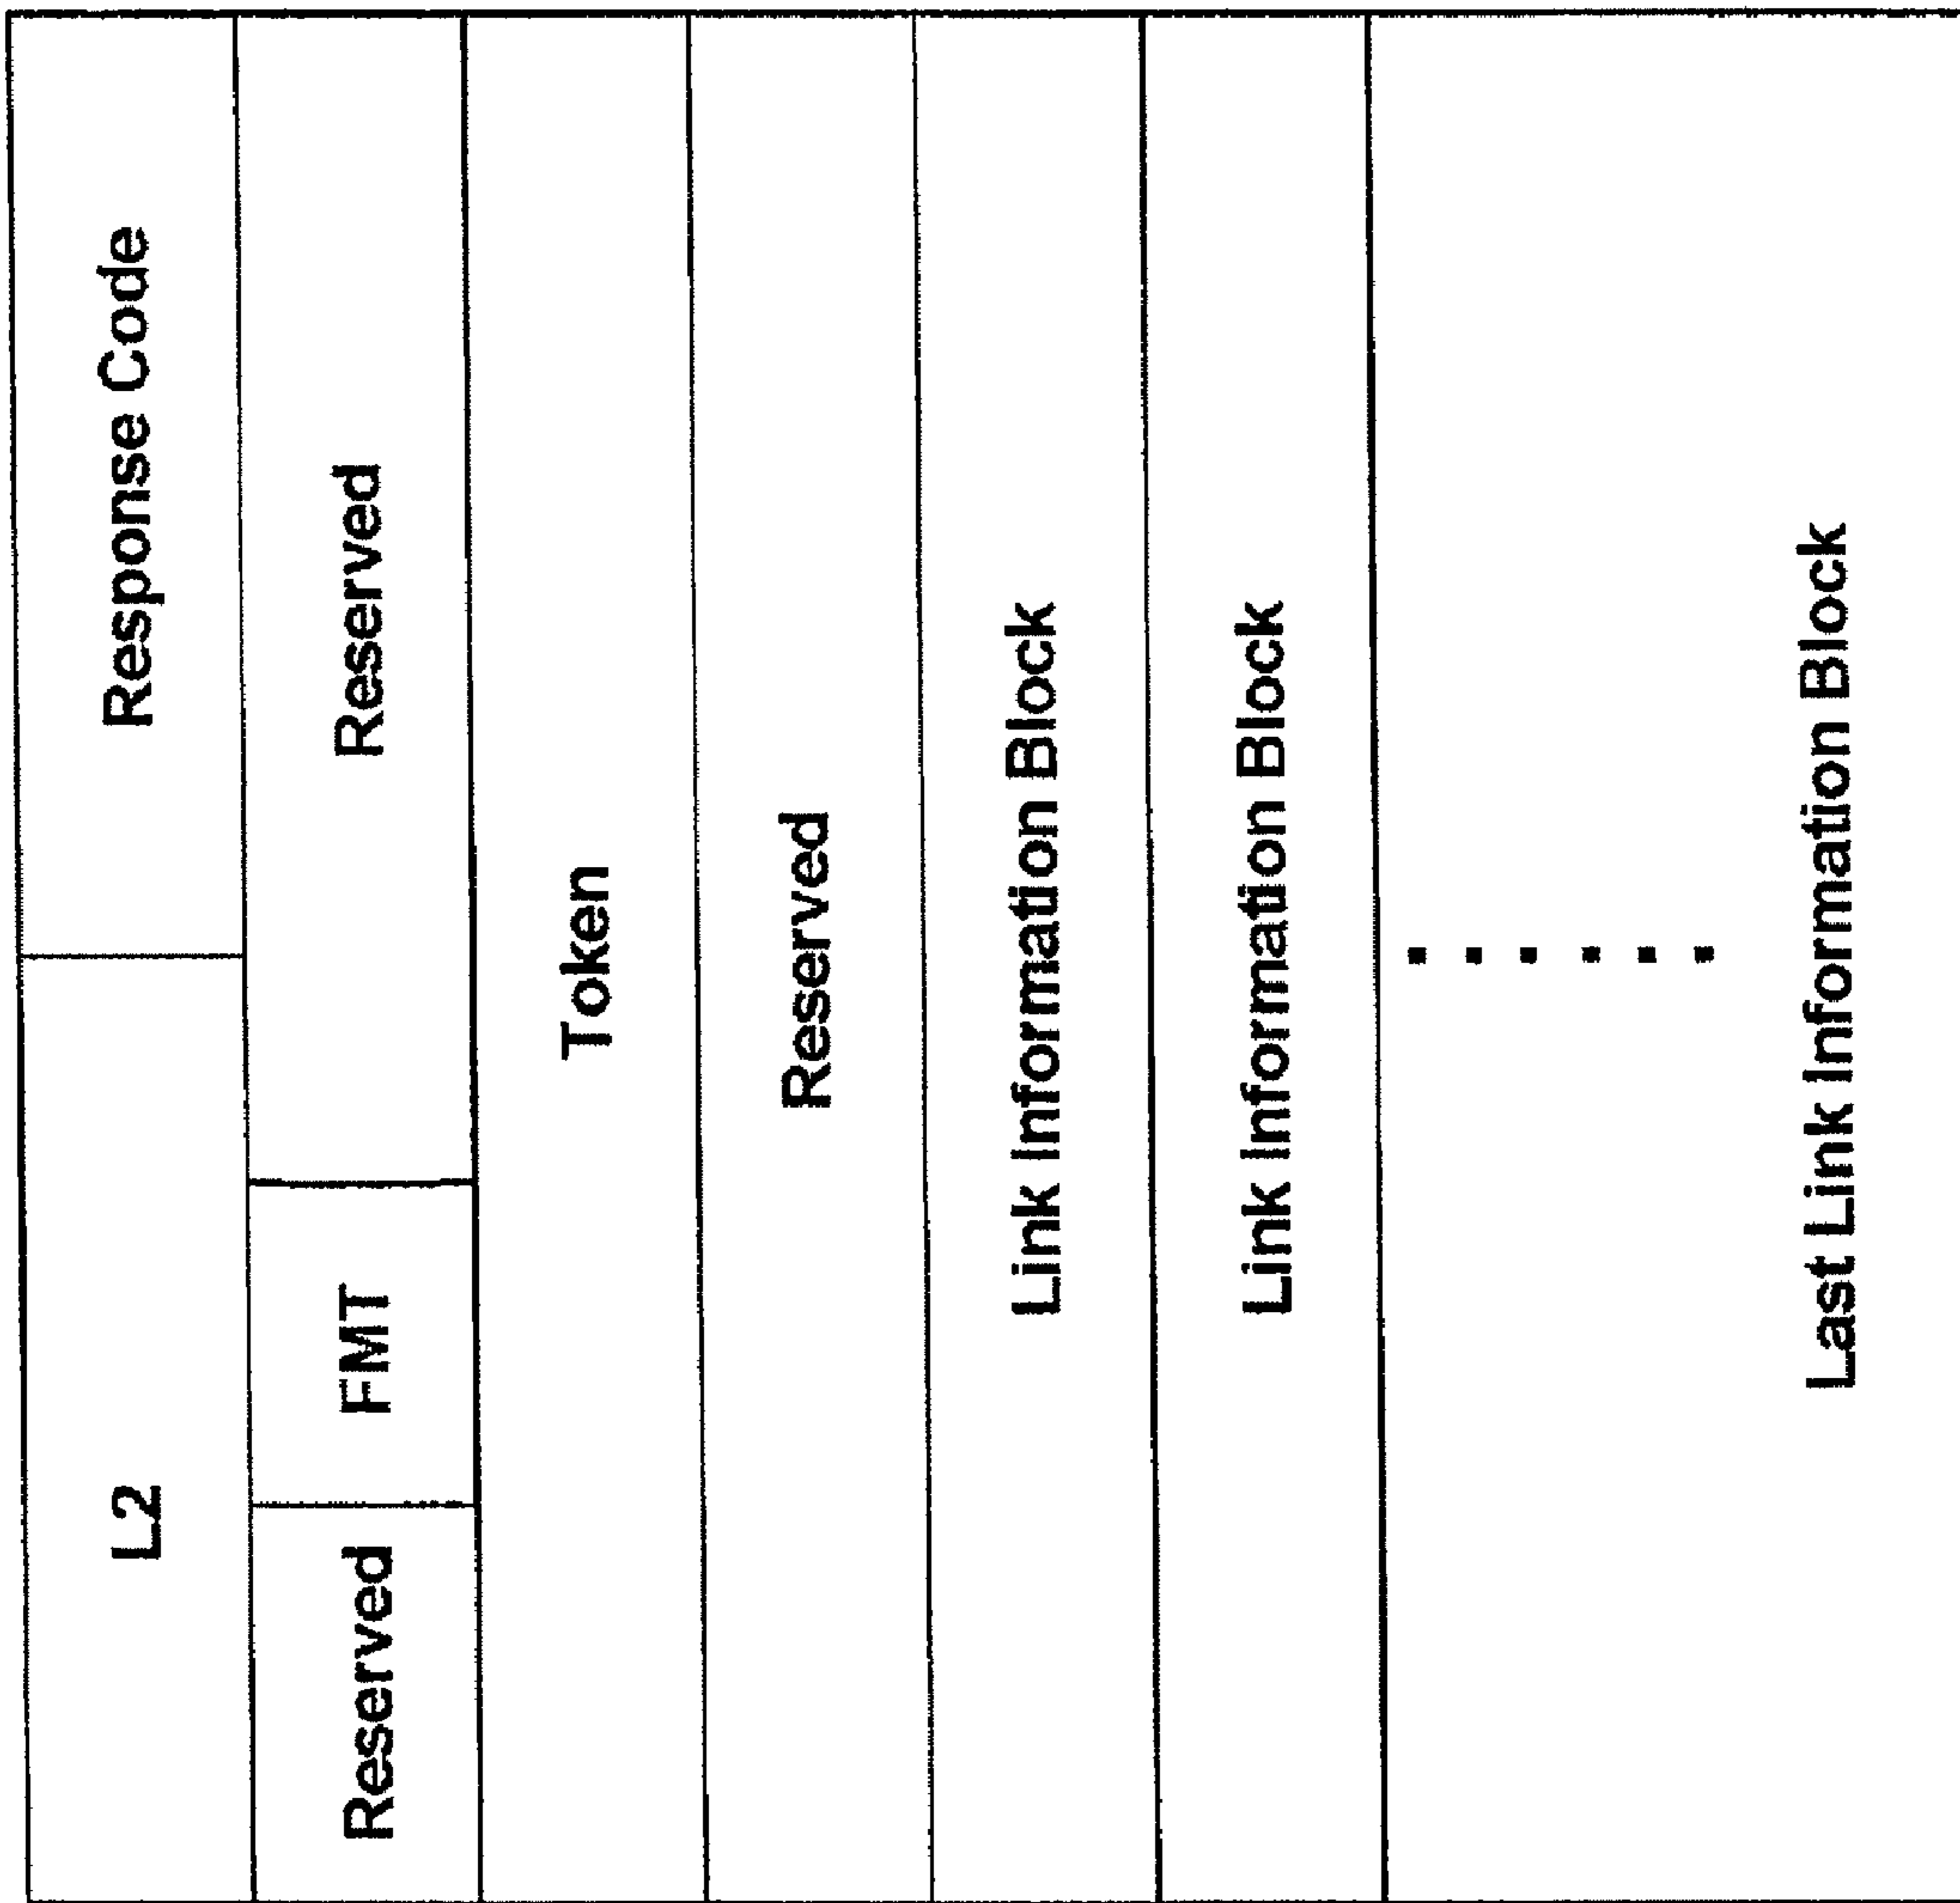 L2 Response Code
Reserved FMT Reserved
Token
Reserved
Link Information Block
Link Information Block
......
Last Link Information Block